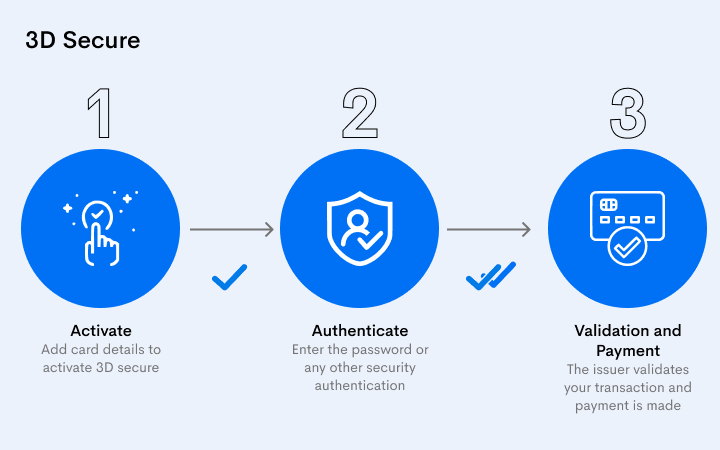 3D Secure
1
2
3
Activate
Add card details to
activate 3D secure
Authenticate
Enter the password or
any other security
authentication
Validation and
Payment
The issuer validates
your transaction and
payment is made